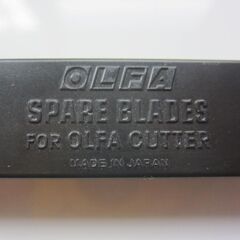 OLFA
SPARE BLADES
FOR OLFA CUTTER
MADE IN JAPAN